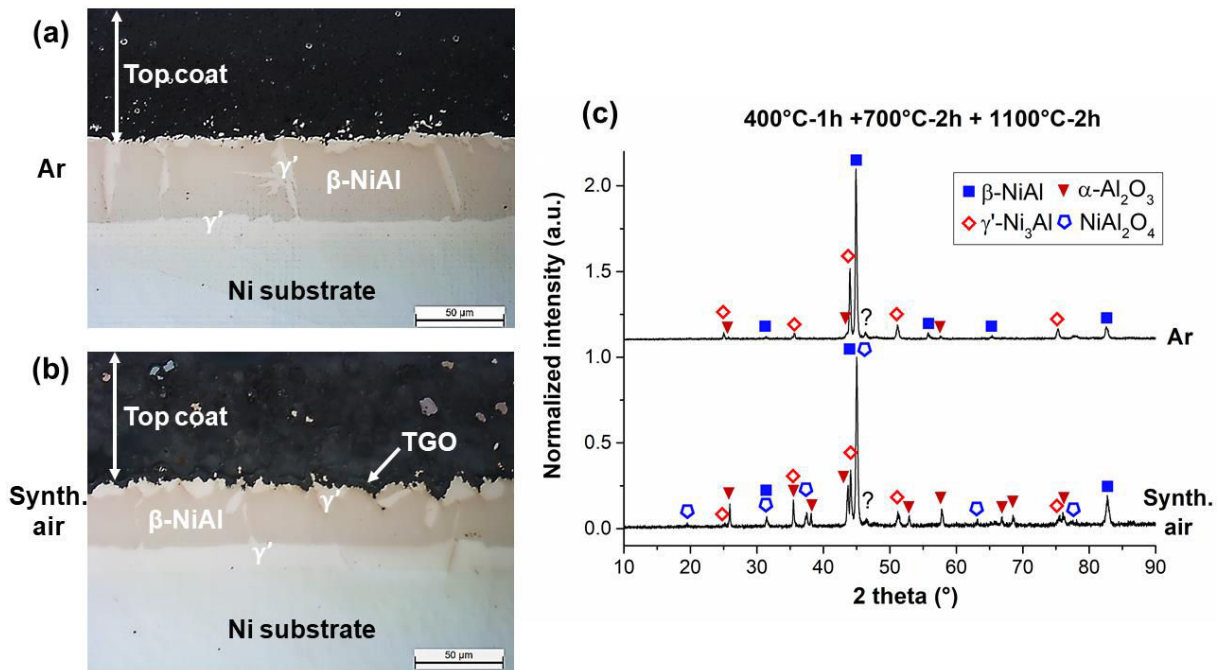 (a)
Top coat
Ar
γ'
β-NiAl
γ'
Ni substrate
50 µm
(b)
Top coat
TGO
Synth.
air
γ'
β-NiAl
γ'
Ni substrate
50 µm
(c)
400°C-1h +700°C-2h + 1100°C-2h
Normalized intensity (a.u.)
2.0
1.5
1.0
0.5
0.0
β-NiAl
α-Al₂O₃
γ'-Ni₃Al
NiAl₂O₄
?
Ar
?
Synth.
air
10 20 30 40 50 60 70 80 90
2 theta (°)